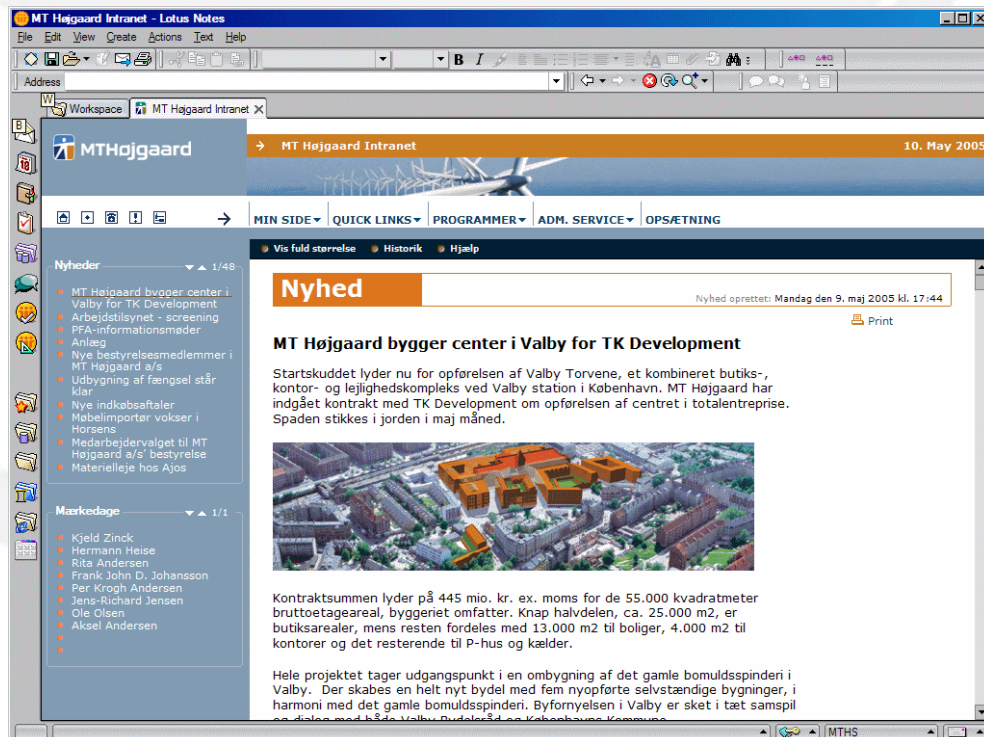 MT Højgaard Intranet - Lotus Notes
File Edit View Create Actions Text Help
B I
Address
Workspace MT Højgaard Intranet
MTHøjgaard
MT Højgaard Intranet 10. May 2005
MIN SIDE QUICK LINKS PROGRAMMER ADM. SERVICE OPSÆTNING
Vis fuld størrelse Historik Hjælp
Nyheder 1/48
MT Højgaard bygger center i
Valby for TK Development
Arbejdstilsynet - screening
PFA-informationsmøder
Anlæg
Nye bestyrelsesmedlemmer i
MT Højgaard a/s
Udbygning af fængsel står
klar
Nye indkøbsaftaler
Møbelimportør vokser i
Horsens
Medarbejdervalget til MT
Højgaard a/s' bestyrelse
Materielleje hos Ajos
Mærkedage 1/1
Kjeld Zinck
Hermann Heise
Rita Andersen
Frank John D. Johansson
Per Krogh Andersen
Jens-Richard Jensen
Ole Olsen
Aksel Andersen
Nyhed
Nyhed oprettet: Mandag den 9. maj 2005 kl. 17:44
Print
MT Højgaard bygger center i Valby for TK Development
Startskuddet lyder nu for opførelsen af Valby Torvene, et kombineret butiks-,
kontor- og lejlighedskompleks ved Valby station i København. MT Højgaard har
indgået kontrakt med TK Development om opførelsen af centret i totalentreprise.
Spaden stikkes i jorden i maj måned.
Kontraktsummen lyder på 445 mio. kr. ex. moms for de 55.000 kvadratmeter
bruttoetageareal, byggeriet omfatter. Knap halvdelen, ca. 25.000 m2, er
butiksarealer, mens resten fordeles med 13.000 m2 til boliger, 4.000 m2 til
kontorer og det resterende til P-hus og kælder.
Hele projektet tager udgangspunkt i en ombygning af det gamle bomuldsspinderi i
Valby. Der skabes en helt nyt bydel med fem nyopførte selvstændige bygninger, i
harmoni med det gamle bomuldsspinderi. Byfornyelsen i Valby er sket i tæt samspil
og dialog med både Valby Bydelsråd og Københavns Kommune.
MTHS